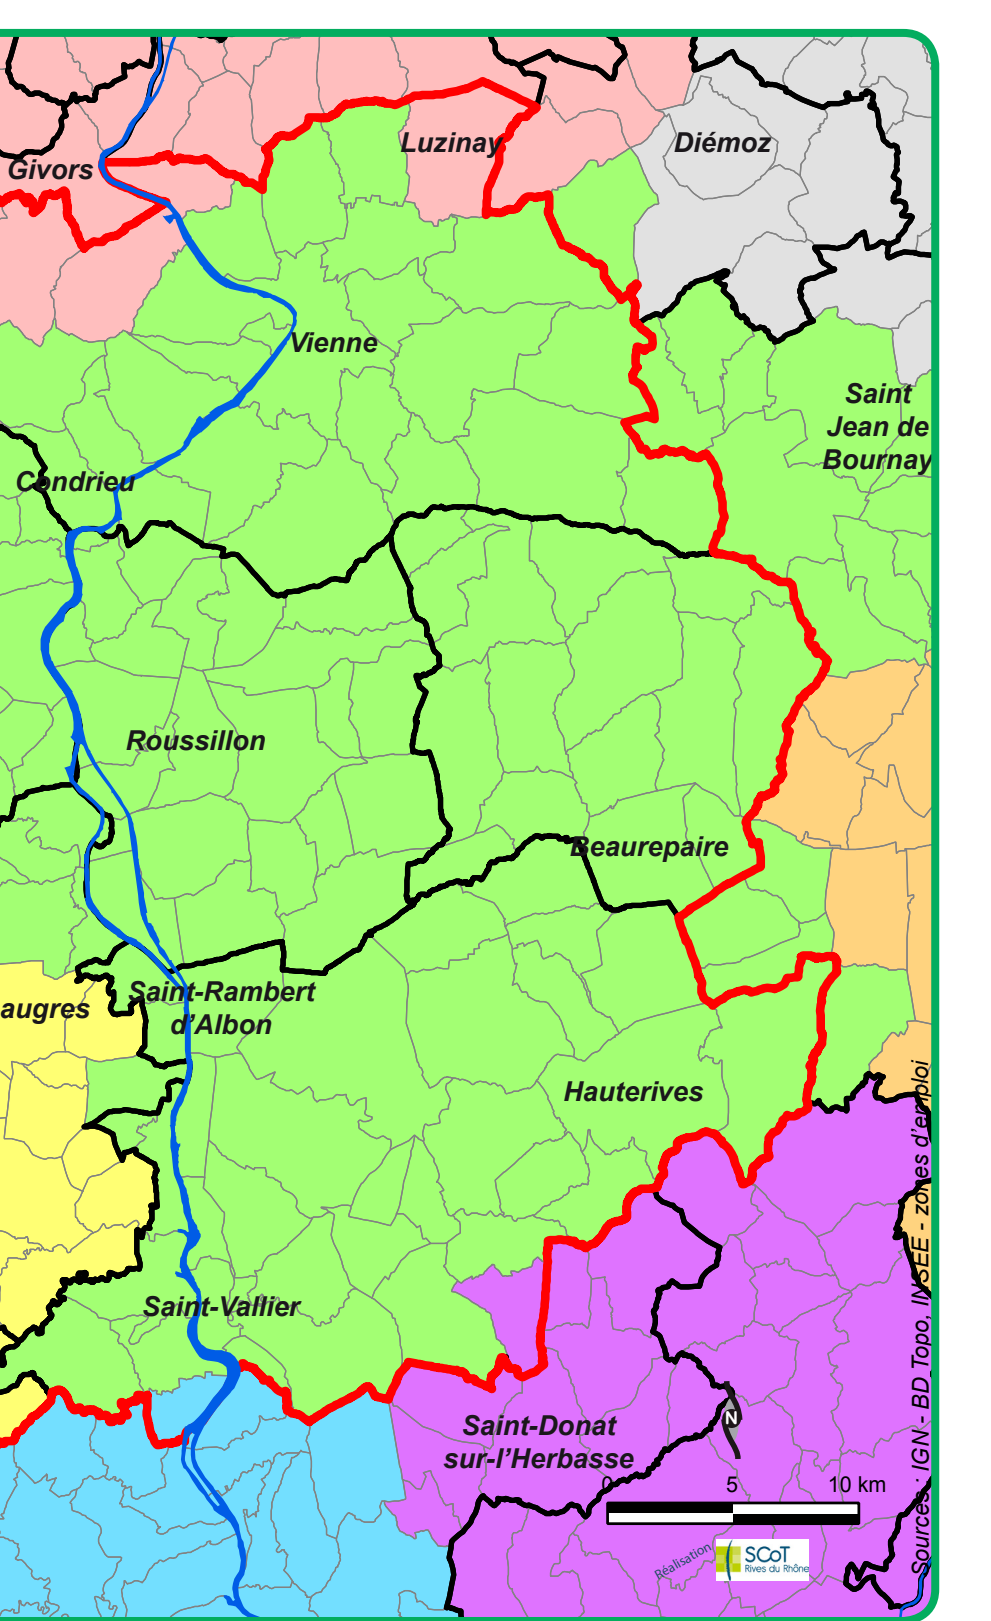 Luzinay
Diémoz
Givors
Vienne
Saint
Jean de
Bournay
Condrieu
Roussillon
Beaurepaire
Saint-Rambert
d'Albon
augres
Hauterives
Saint-Vallier
Saint-Donat
sur-l'Herbasse
N
0 5 10 km
Réalisation
SCoT
Rives du Rhône
Sources : IGN - BD Topo, INSEE - zones d'emploi